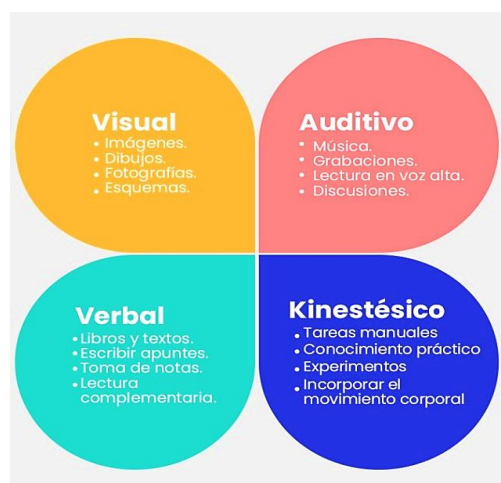 Visual
• Imágenes.
• Dibujos.
• Fotografías.
• Esquemas.
Auditivo
• Música.
• Grabaciones.
• Lectura en voz alta.
• Discusiones.
Verbal
• Libros y textos.
• Escribir apuntes.
• Toma de notas.
• Lectura
complementaria.
Kinestésico
• Tareas manuales
• Conocimiento práctico
• Experimentos
• Incorporar el
movimiento corporal